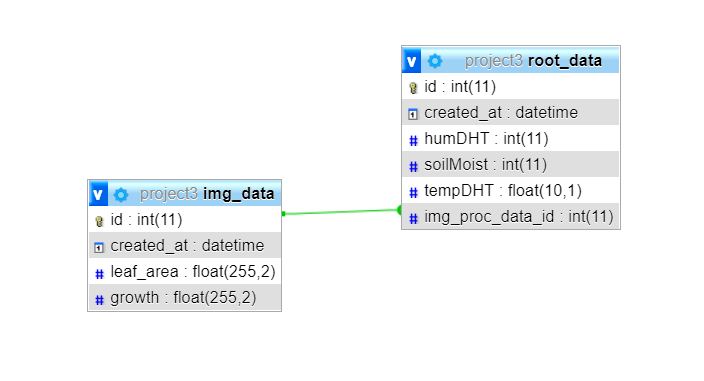 project3 root_data
id : int(11)
created_at : datetime
humDHT : int(11)
soilMoist : int(11)
tempDHT : float(10,1)
img_proc_data_id : int(11)
project3 img_data
id : int(11)
created_at : datetime
leaf_area : float(255,2)
growth : float(255,2)